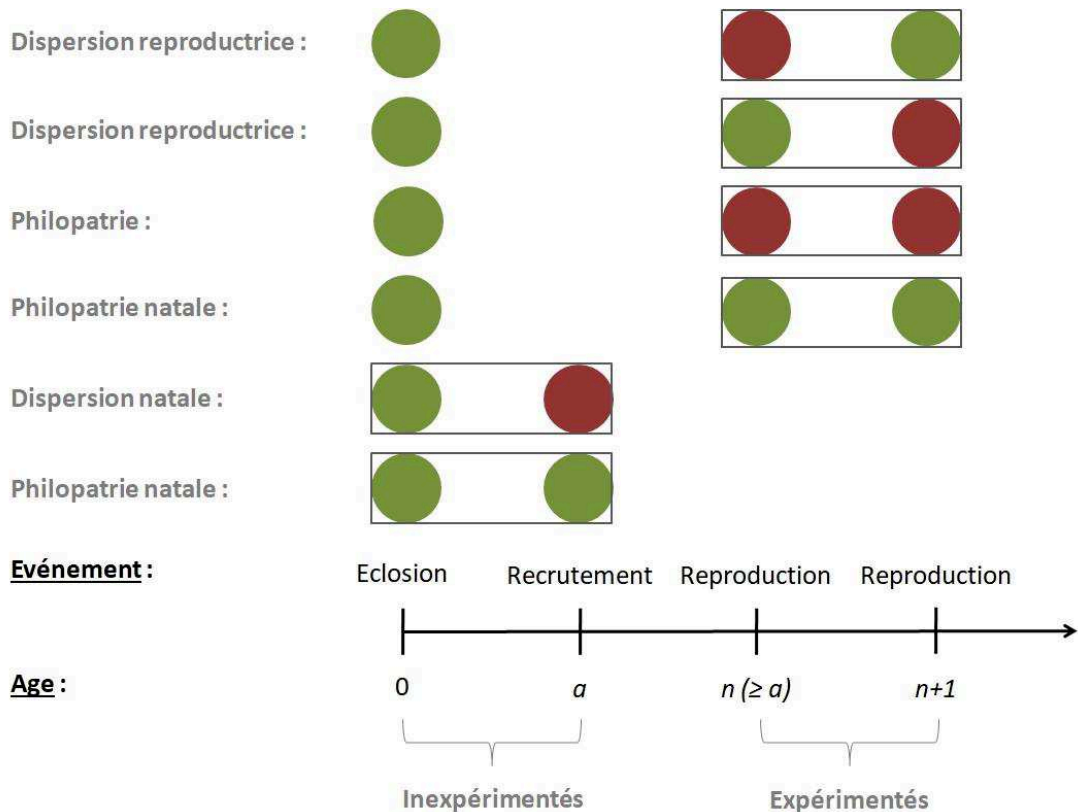 Dispersion reproductrice :
Dispersion reproductrice :
Philopatrie :
Philopatrie natale :
Dispersion natale :
Philopatrie natale :
Evénement :
Eclosion Recrutement Reproduction Reproduction
Age :
0 a n (≥ a) n+1
Inexpérimentés Expérimentés